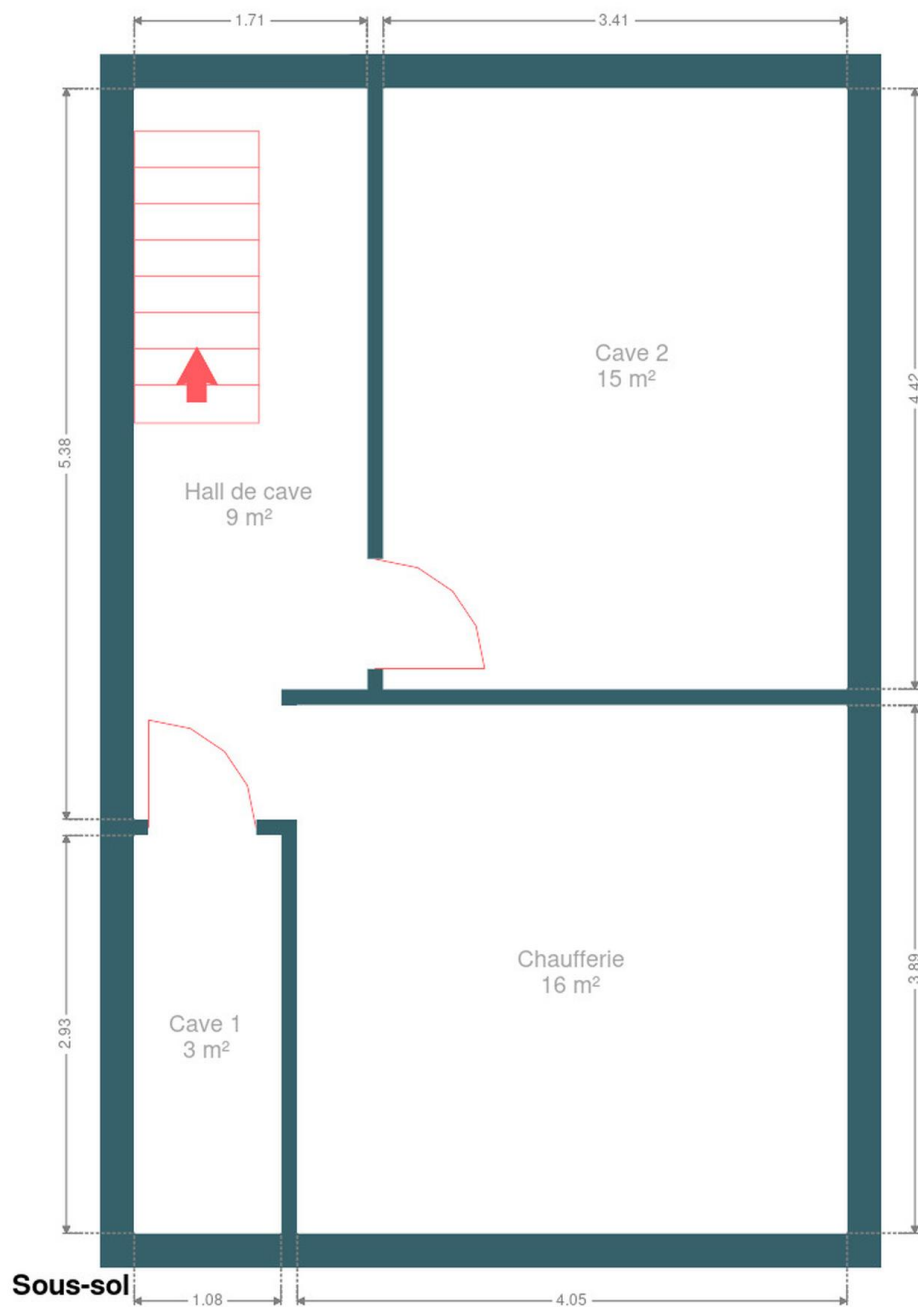 1.71
3.41
5.38
4.42
Cave 2
15 m²
Hall de cave
9 m²
Chaufferie
16 m²
3.89
2.93
Cave 1
3 m²
Sous-sol
1.08
4.05